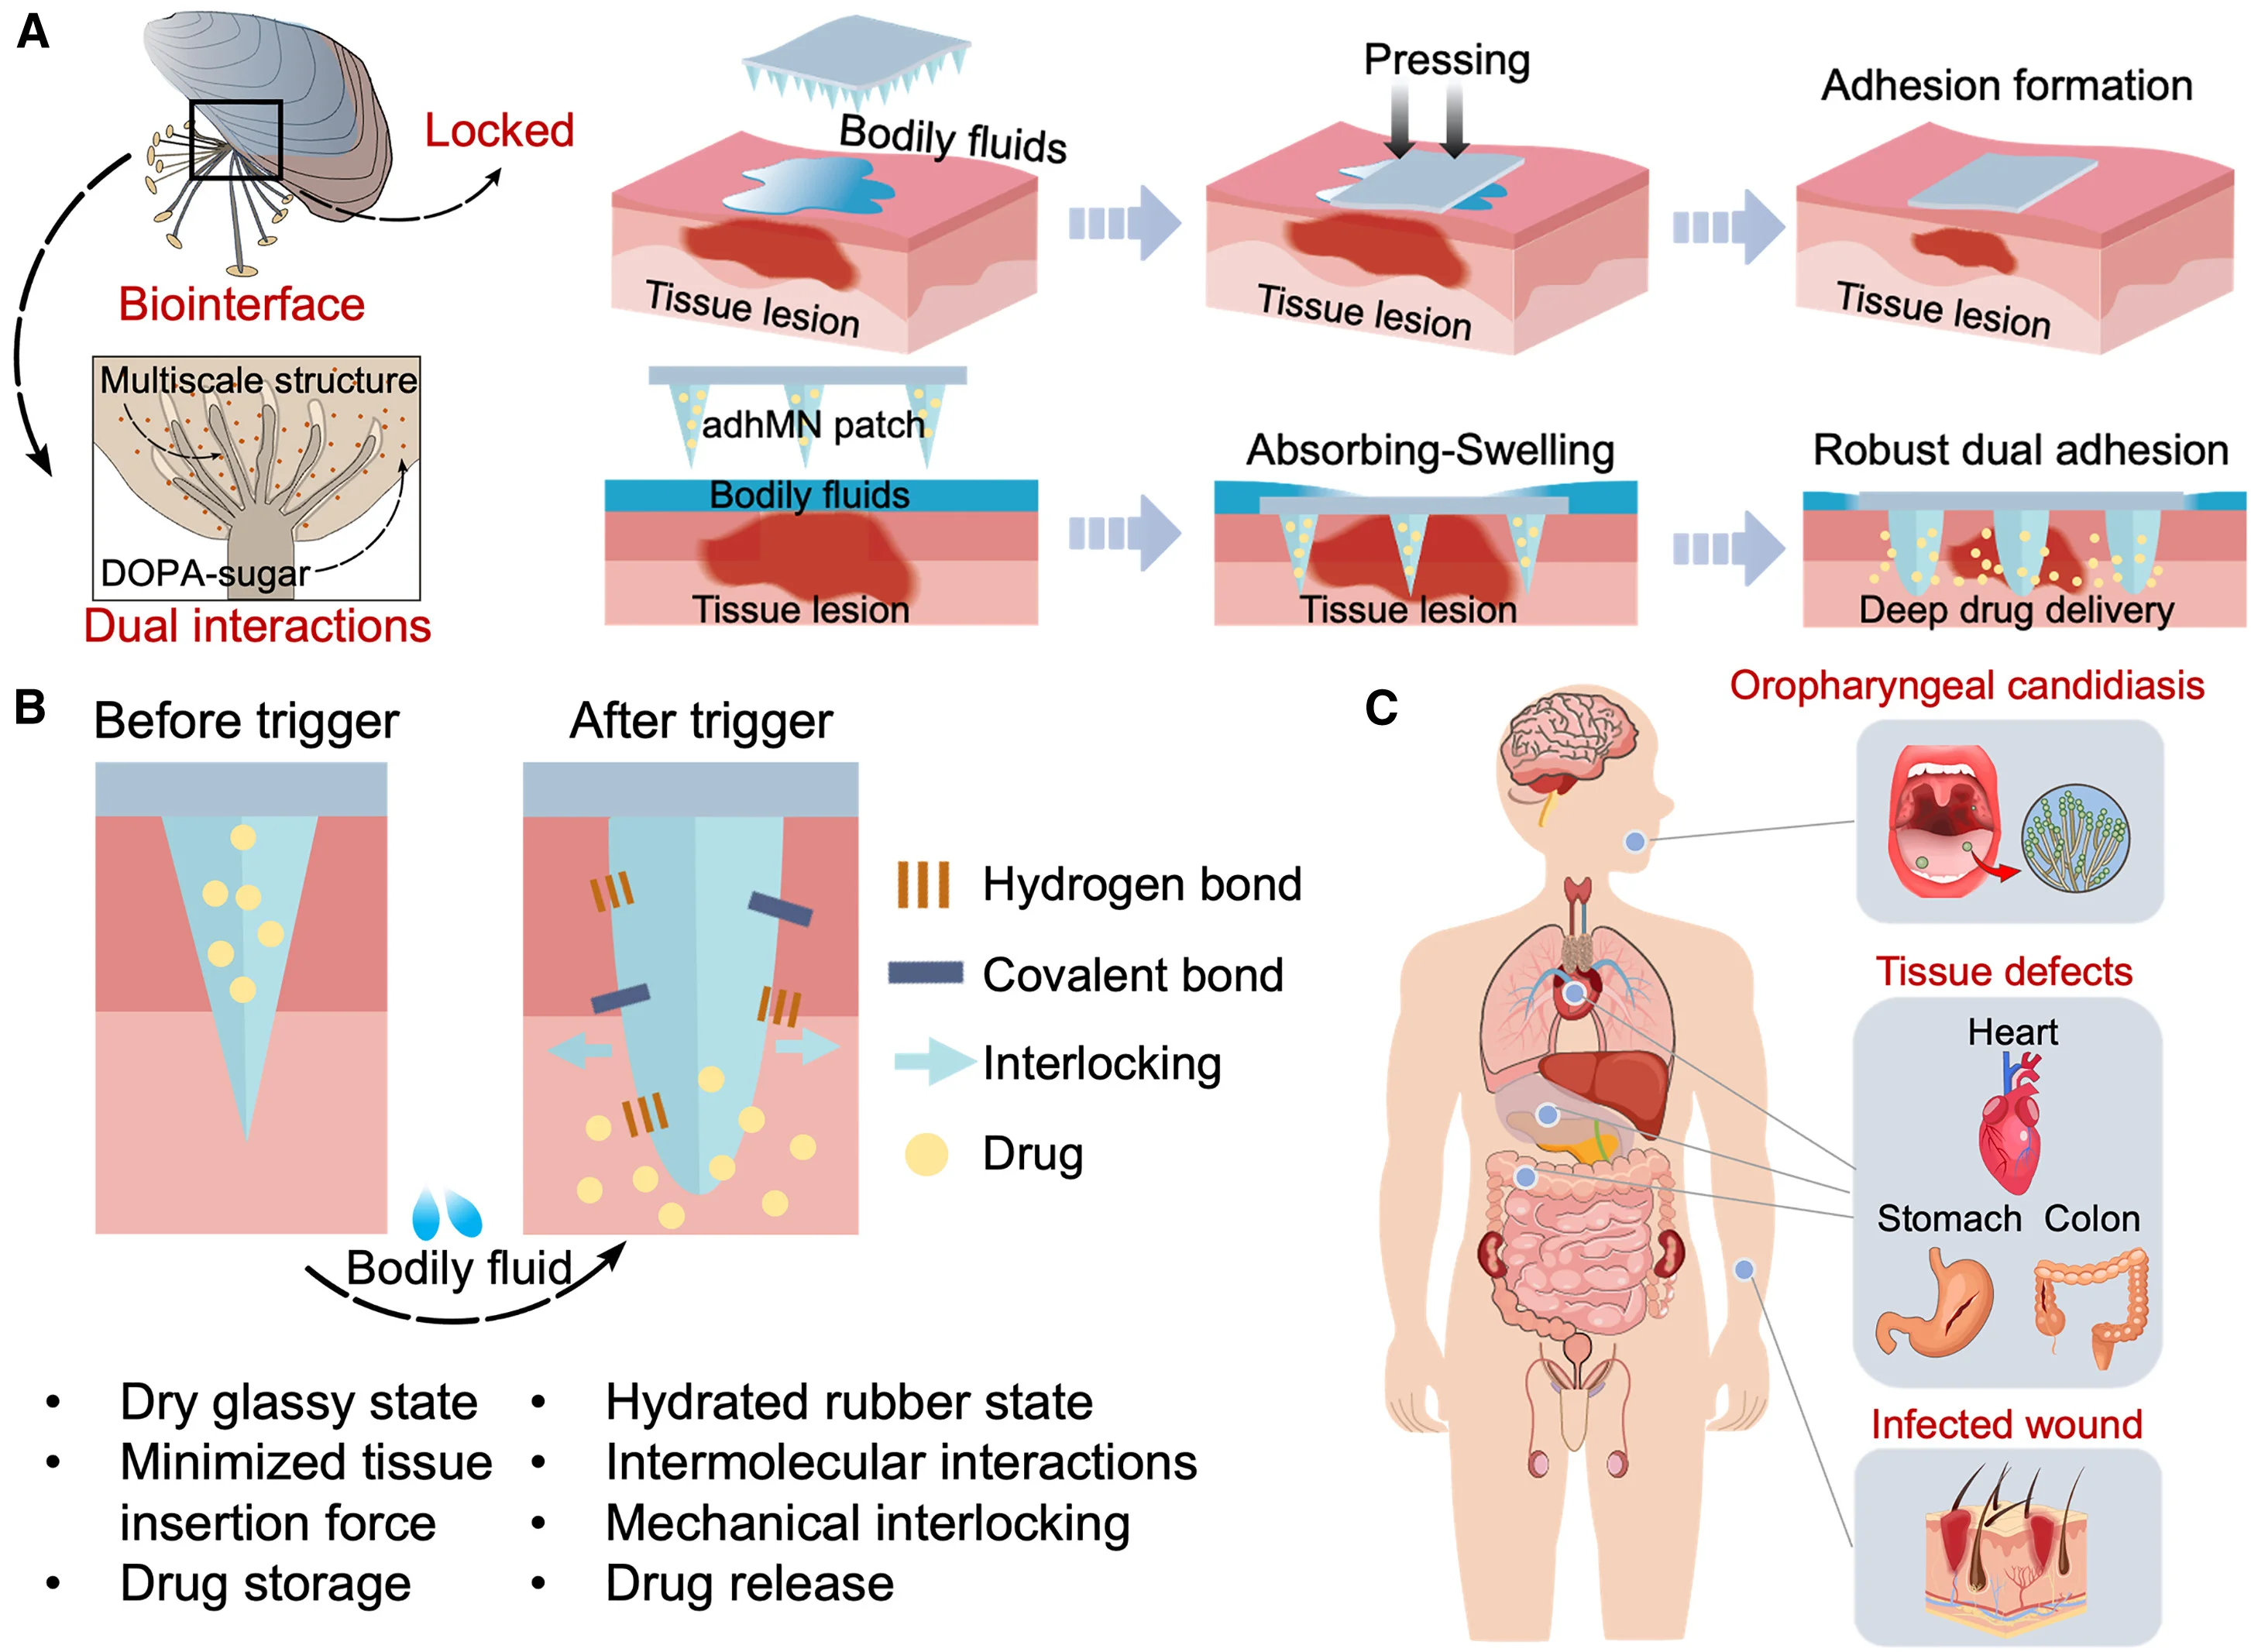 A
Locked
Biointerface
Multiscale structure
DOPA-sugar
Dual interactions
Bodily fluids
Tissue lesion
Pressing
Tissue lesion
Adhesion formation
Tissue lesion
adhMN patch
Bodily fluids
Tissue lesion
Absorbing-Swelling
Tissue lesion
Robust dual adhesion
Deep drug delivery
B
Before trigger
After trigger
Hydrogen bond
Covalent bond
Interlocking
Drug
Bodily fluid
• Dry glassy state
• Minimized tissue
insertion force
• Drug storage
• Hydrated rubber state
• Intermolecular interactions
• Mechanical interlocking
• Drug release
C
Oropharyngeal candidiasis
Tissue defects
Heart
Stomach Colon
Infected wound